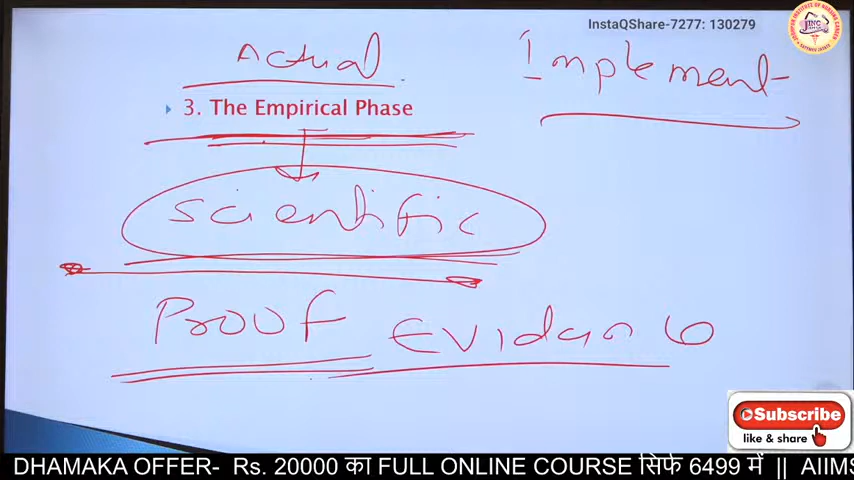 InstaQShare-7277: 130279
Actual
Implement
3. The Empirical Phase
Scientific
Proof Evidance
Subscribe
like & share
DHAMAKA OFFER- Rs. 20000 का FULL ONLINE COURSE सिर्फ 6499 में || AIIMS